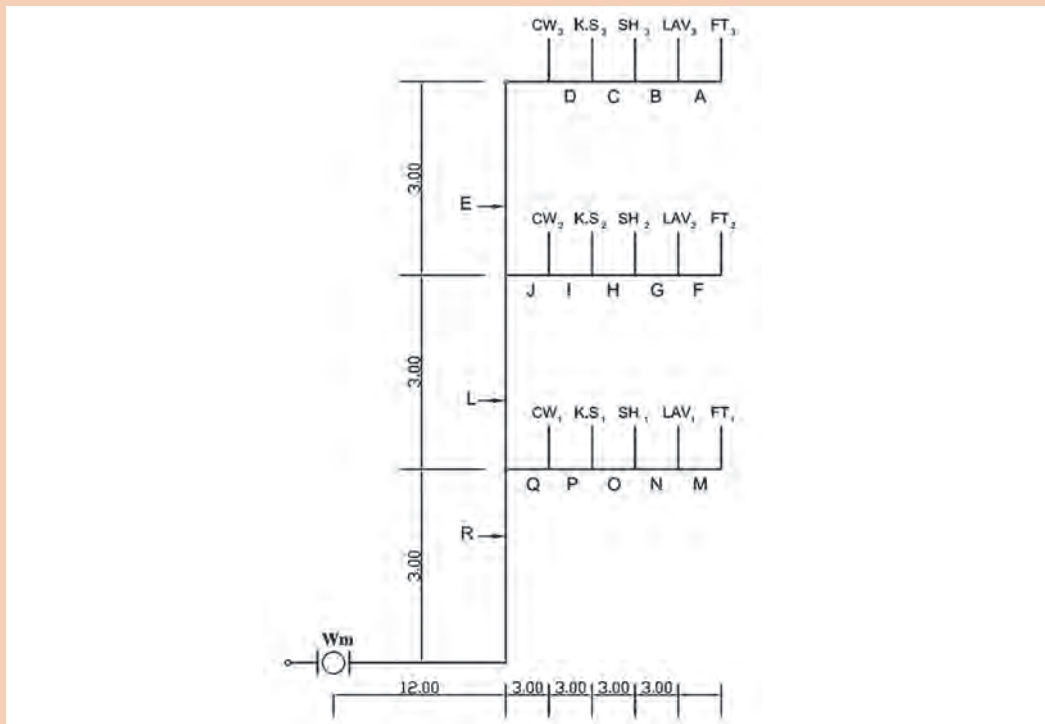 CW₃ K.S₃ SH₃ LAV₃ FT₃
D C B A
3.00
E
CW₂ K.S₂ SH₂ LAV₂ FT₂
J I H G F
3.00
L
CW₁ K.S₁ SH₁ LAV₁ FT₁
Q P O N M
R
3.00
Wm
12.00 3.00 3.00 3.00 3.00